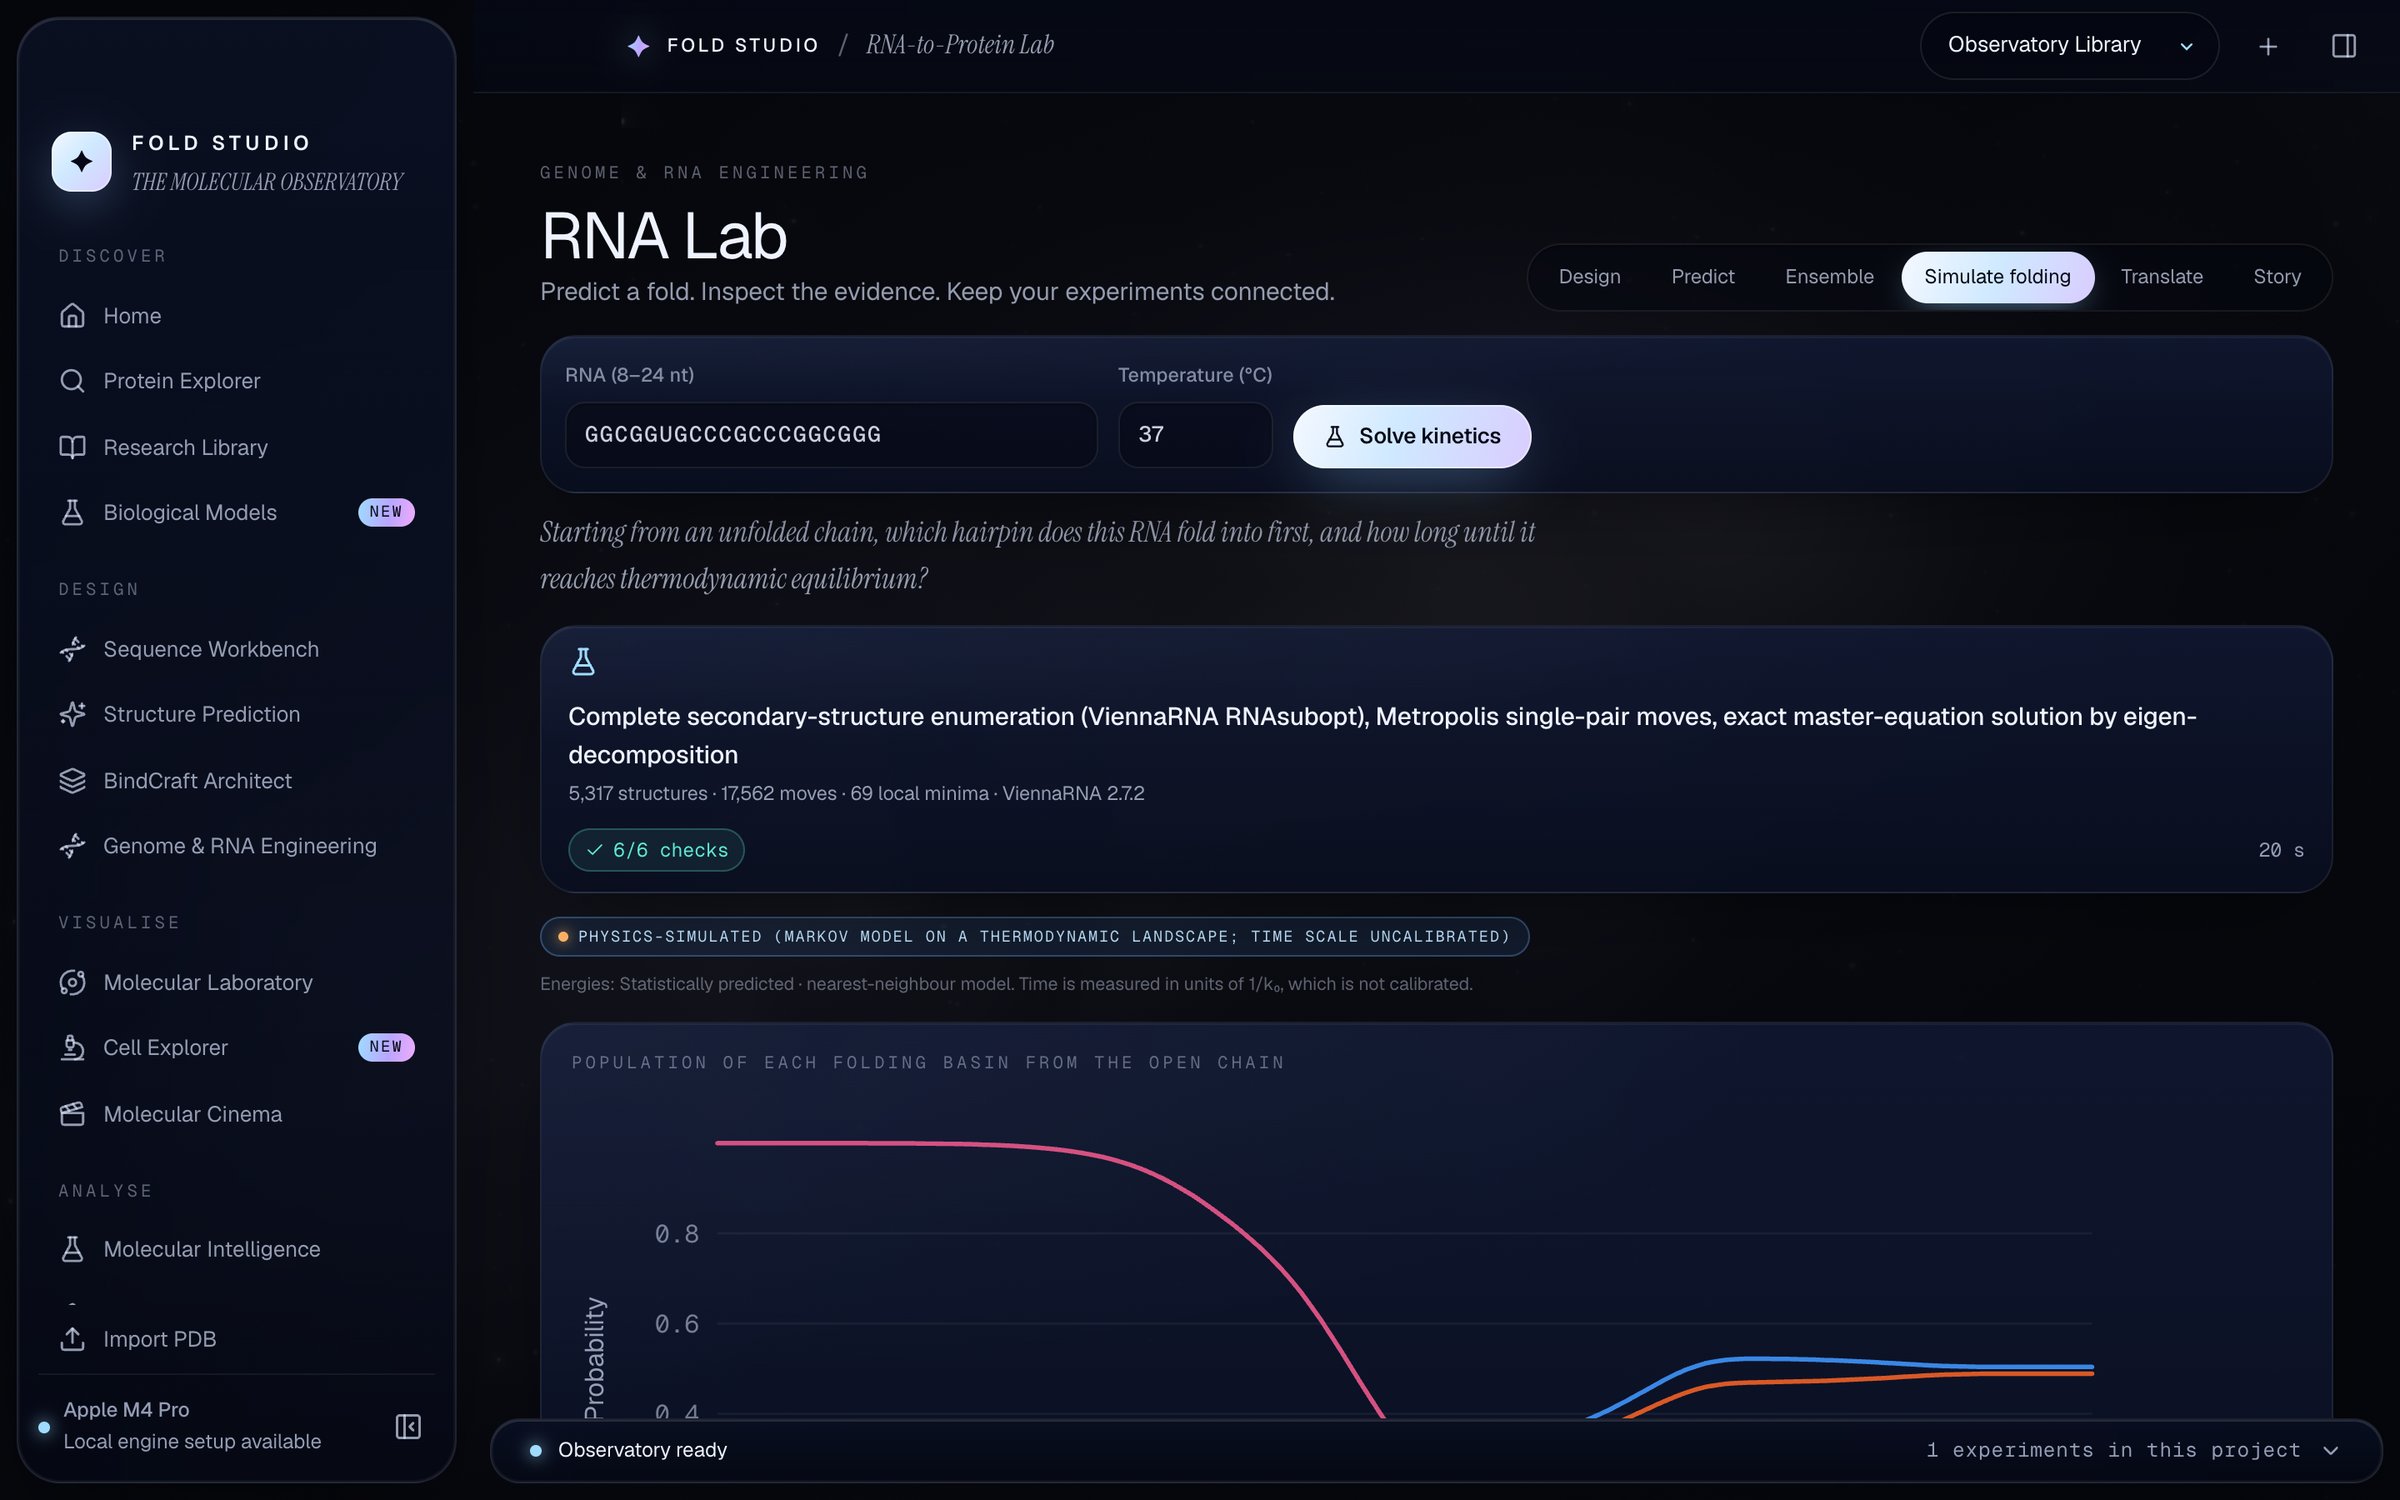 FOLD STUDIO / RNA-to-Protein Lab
Observatory Library
FOLD STUDIO
THE MOLECULAR OBSERVATORY
DISCOVER
Home
Protein Explorer
Research Library
Biological Models NEW
DESIGN
Sequence Workbench
Structure Prediction
BindCraft Architect
Genome & RNA Engineering
VISUALISE
Molecular Laboratory
Cell Explorer NEW
Molecular Cinema
ANALYSE
Molecular Intelligence
Import PDB
Apple M4 Pro
Local engine setup available
GENOME & RNA ENGINEERING
RNA Lab
Predict a fold. Inspect the evidence. Keep your experiments connected.
Design Predict Ensemble Simulate folding Translate Story
RNA (8–24 nt) Temperature (°C)
GGCGGUGCCCGCCCGGCGGG 37 Solve kinetics
Starting from an unfolded chain, which hairpin does this RNA fold into first, and how long until it
reaches thermodynamic equilibrium?
Complete secondary-structure enumeration (ViennaRNA RNAsubopt), Metropolis single-pair moves, exact master-equation solution by eigen-
decomposition
5,317 structures · 17,562 moves · 69 local minima · ViennaRNA 2.7.2
6/6 checks
20 s
PHYSICS-SIMULATED (MARKOV MODEL ON A THERMODYNAMIC LANDSCAPE; TIME SCALE UNCALIBRATED)
Energies: Statistically predicted · nearest-neighbour model. Time is measured in units of 1/k₀, which is not calibrated.
POPULATION OF EACH FOLDING BASIN FROM THE OPEN CHAIN
0.8
0.6
0.4
Probability
Observatory ready
1 experiments in this project